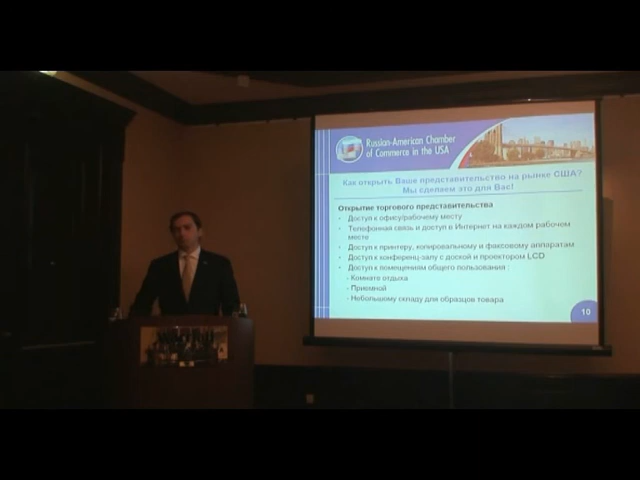 Russian-American Chamber
of Commerce in the USA
Как открыть Ваше представительство на рынке США?
Мы сделаем это для Вас!
Открытие торгового представительства
Доступ к офису/рабочему месту
Телефонная связь и доступ в Интернет на каждом рабочем
месте
Доступ к принтеру, копировальному и факсовому аппаратам
Доступ к конференц-залу с доской и проектором LCD
Доступ к помещениям общего пользования :
- Комнате отдыха
- Приемной
- Небольшому складу для образцов товара
10